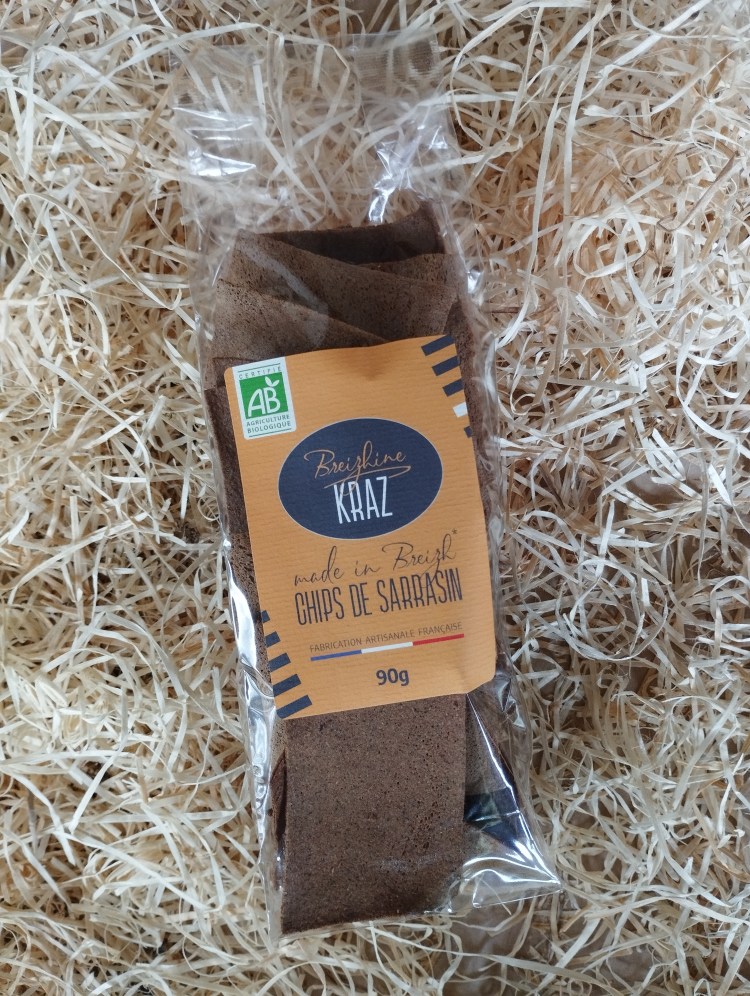 CERTIFIÉ
AB
AGRICULTURE
BIOLOGIQUE
Breizhine
KRAZ
made in Breizh*
CHIPS DE SARRASIN
FABRICATION ARTISANALE FRANÇAISE
90g